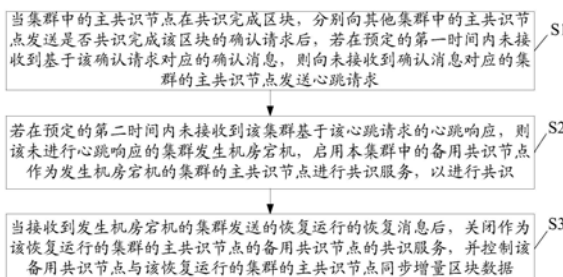 当集群中的主共识节点在共识完成区块，分别向其他集群中的主共识节
点发送是否共识完成该区块的确认请求后，若在预定的第一时间内未接
收到基于该确认请求对应的确认消息，则向未接收到确认消息对应的集
群的主共识节点发送心跳请求
S1
若在预定的第二时间内未接收到该集群基于该心跳请求的心跳响应，则
该未进行心跳响应的集群发生机房宕机，启用本集群中的备用共识节点
作为发生机房宕机的集群的主共识节点进行共识服务，以进行共识
S2
当接收到发生机房宕机的集群发送的恢复运行的恢复消息后，关闭作为
该恢复运行的集群的主共识节点的备用共识节点的共识服务，并控制该
备用共识节点与该恢复运行的集群的主共识节点同步增量区块数据
S3